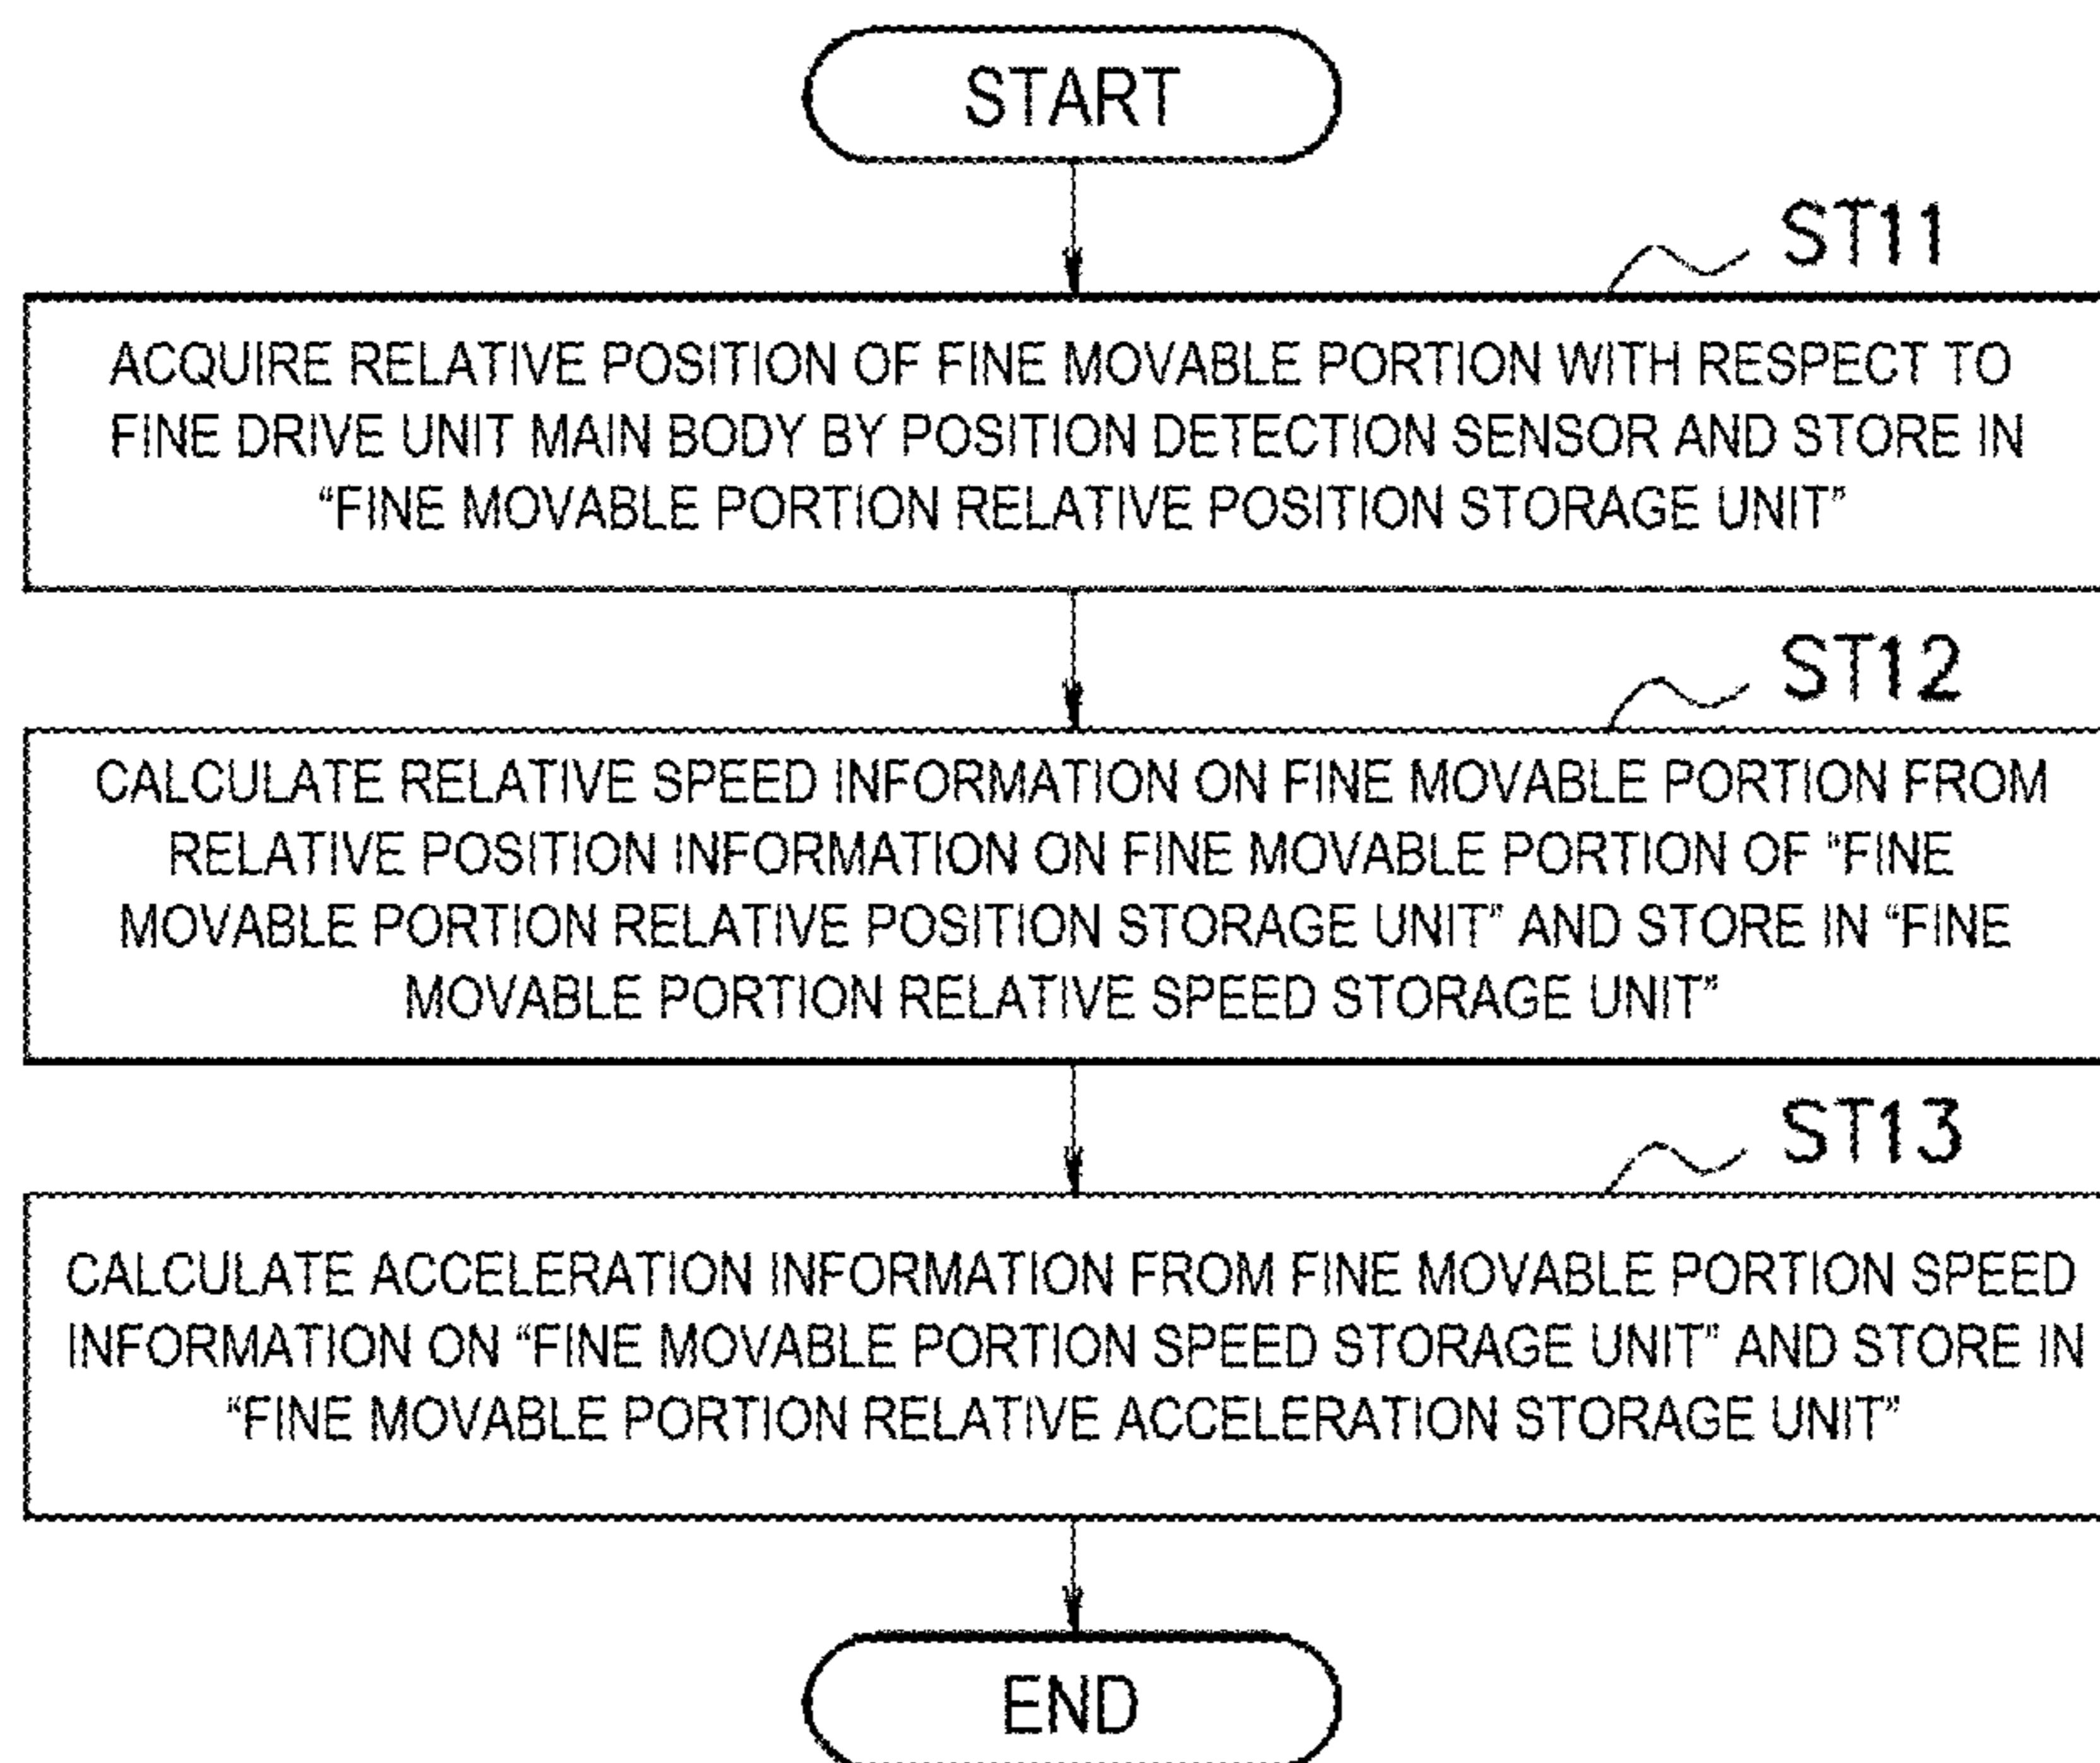 START
ST11
ACQUIRE RELATIVE POSITION OF FINE MOVABLE PORTION WITH RESPECT TO
FINE DRIVE UNIT MAIN BODY BY POSITION DETECTION SENSOR AND STORE IN
“FINE MOVABLE PORTION RELATIVE POSITION STORAGE UNIT”
ST12
CALCULATE RELATIVE SPEED INFORMATION ON FINE MOVABLE PORTION FROM
RELATIVE POSITION INFORMATION ON FINE MOVABLE PORTION OF “FINE
MOVABLE PORTION RELATIVE POSITION STORAGE UNIT” AND STORE IN “FINE
MOVABLE PORTION RELATIVE SPEED STORAGE UNIT”
ST13
CALCULATE ACCELERATION INFORMATION FROM FINE MOVABLE PORTION SPEED
INFORMATION ON “FINE MOVABLE PORTION SPEED STORAGE UNIT” AND STORE IN
“FINE MOVABLE PORTION RELATIVE ACCELERATION STORAGE UNIT”
END